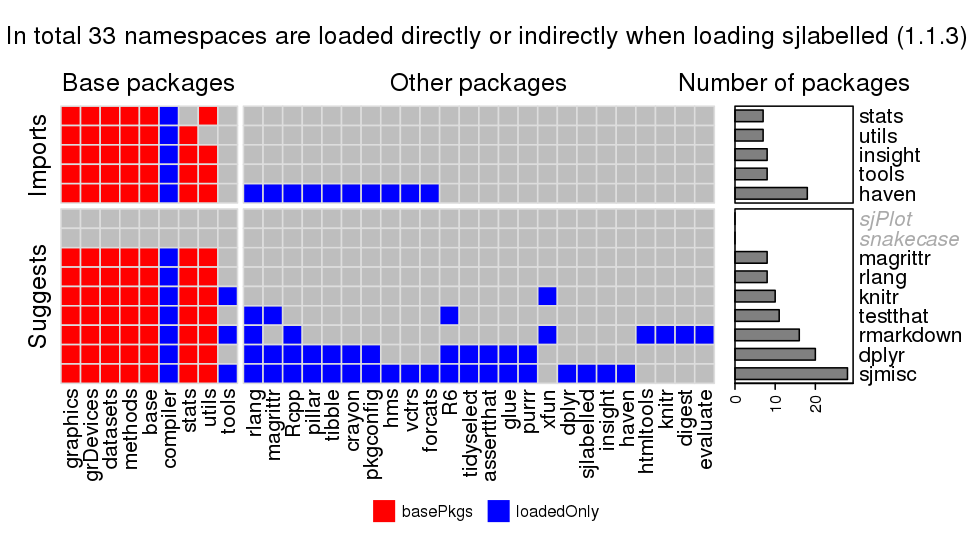 In total 33 namespaces are loaded directly or indirectly when loading sjlabelled (1.1.3)
Base packages
Other packages
Number of packages
Imports
stats
utils
insight
tools
haven
Suggests
sjPlot
snakecase
magrittr
rlang
knitr
testthat
rmarkdown
dplyr
sjmisc
graphics
grDevices
datasets
methods
base
compiler
stats
utils
tools
rlang
magrittr
Rcpp
pillar
tibble
crayon
pkgconfig
hms
vctrs
forcats
R6
tidyselect
assertthat
glue
purrr
xfun
dplyr
sjlabelled
insight
haven
htmltools
knitr
digest
evaluate
0
10
20
basePkgs
loadedOnly